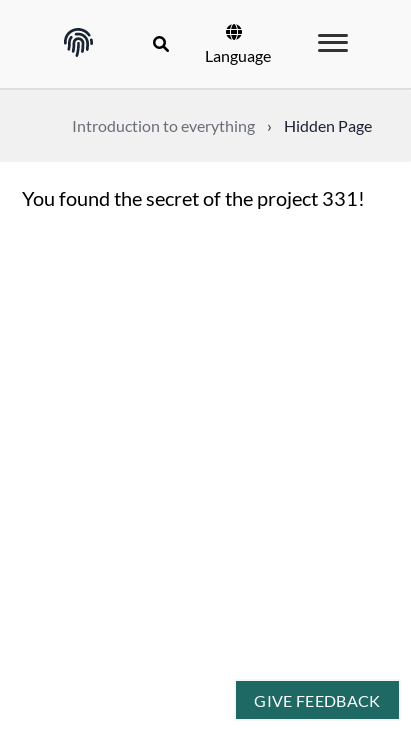 Language
Introduction to everything › Hidden Page
You found the secret of the project 331!
GIVE FEEDBACK